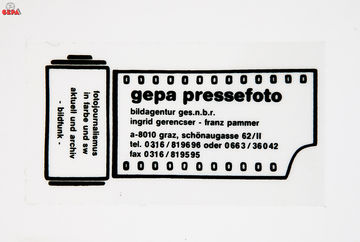 GEPA
fotojournalismus
in farbe und sw
aktuell und archiv
- bildfunk -
gepa pressefoto
bildagentur ges.n.b.r.
ingrid gerencser - franz pammer
a-8010 graz, schönaugasse 62/II
tel. 0316/819696 oder 0663/36042
fax 0316/819595